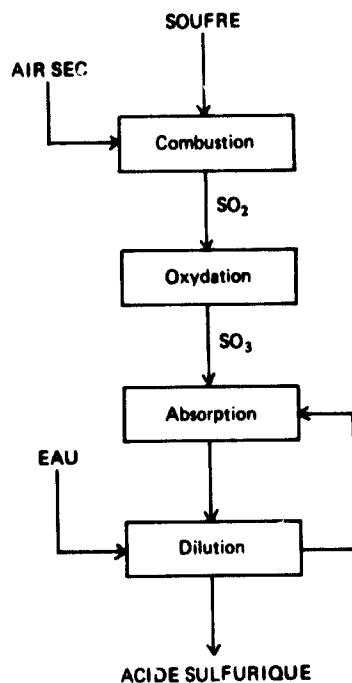 SOUFRE
AIR SEC
Combustion
SO₂
Oxydation
SO₃
Absorption
EAU
Dilution
ACIDE SULFURIQUE